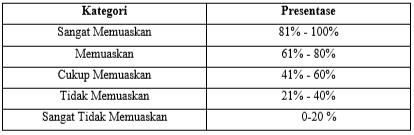 Kategori Presentase
Sangat Memuaskan 81% - 100%
Memuaskan 61% - 80%
Cukup Memuaskan 41% - 60%
Tidak Memuaskan 21% - 40%
Sangat Tidak Memuaskan 0-20 %